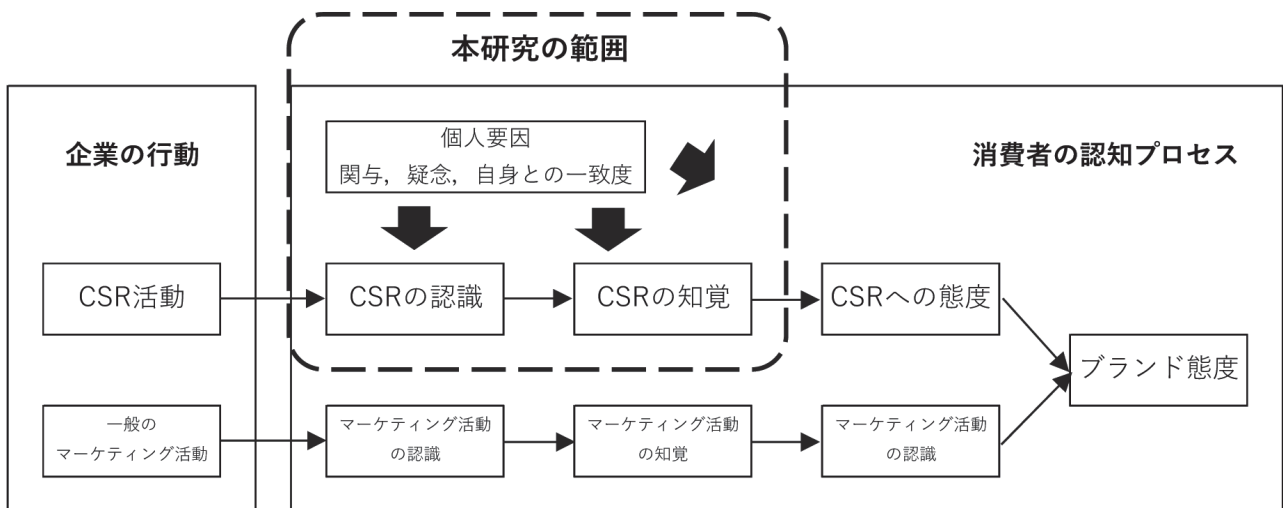 本研究の範囲
企業の行動
個人要因
関与，疑念，自身との一致度
消費者の認知プロセス
CSR活動
CSRの認識
CSRの知覚
CSRへの態度
ブランド態度
一般の
マーケティング活動
マーケティング活動
の認識
マーケティング活動
の知覚
マーケティング活動
の認識